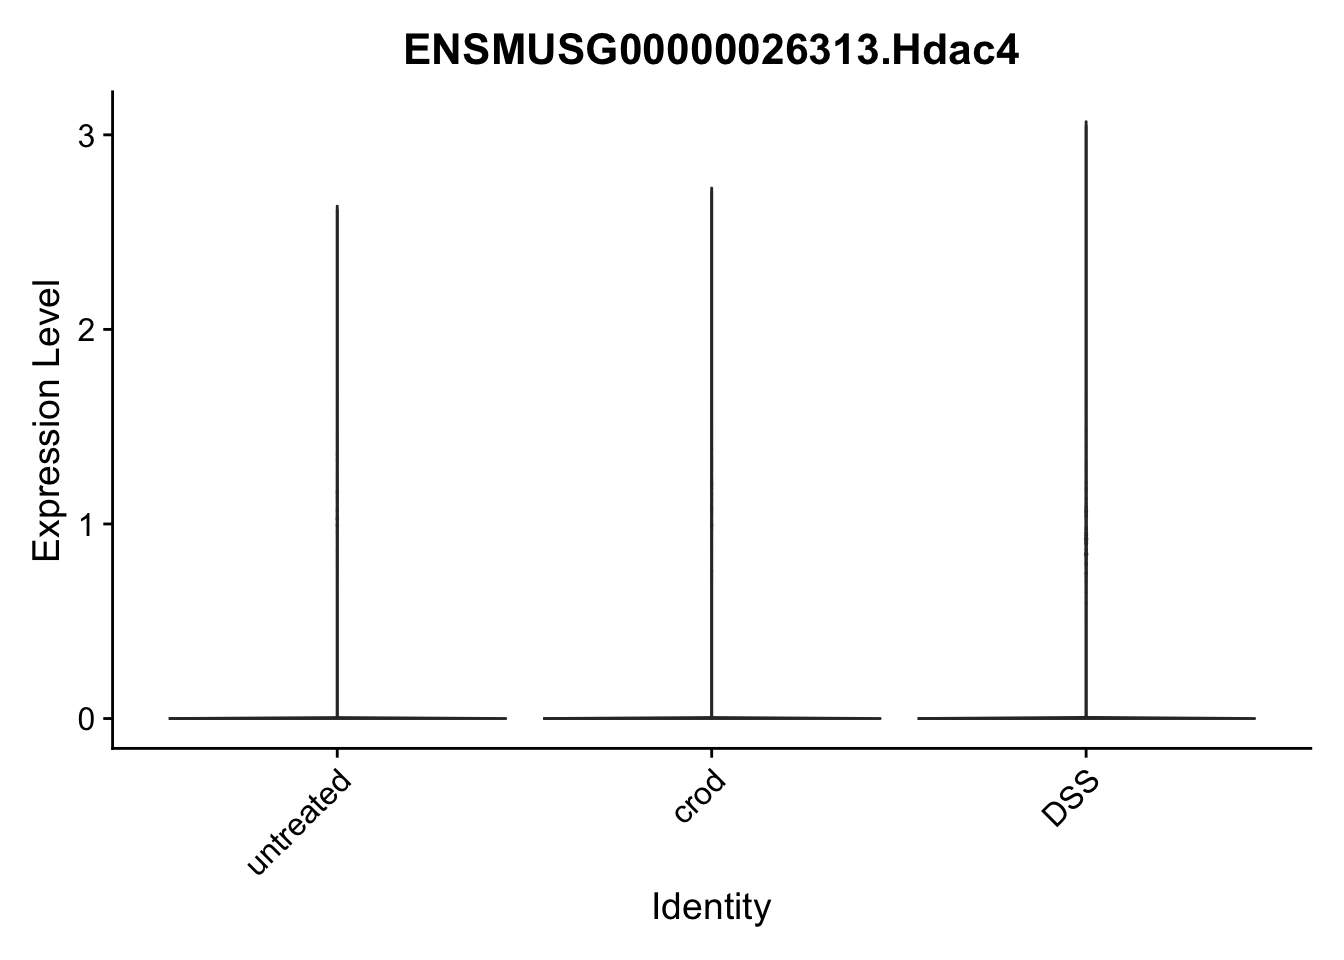 ENSMUSG00000026313.Hdac4
Expression Level
3
2
1
0
untreated
crod
DSS
Identity